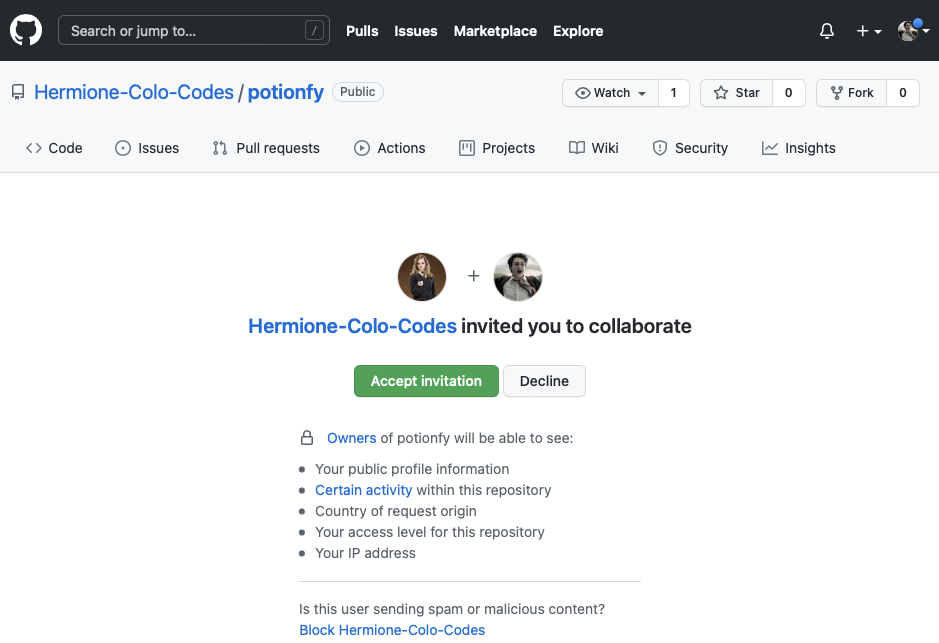 Search or jump to... /
Pulls Issues Marketplace Explore
Hermione-Colo-Codes / potionfy Public
Watch 1 Star 0 Fork 0
Code Issues Pull requests Actions Projects Wiki Security Insights
+
Hermione-Colo-Codes invited you to collaborate
Accept invitation Decline
Owners of potionfy will be able to see:
Your public profile information
Certain activity within this repository
Country of request origin
Your access level for this repository
Your IP address
Is this user sending spam or malicious content?
Block Hermione-Colo-Codes